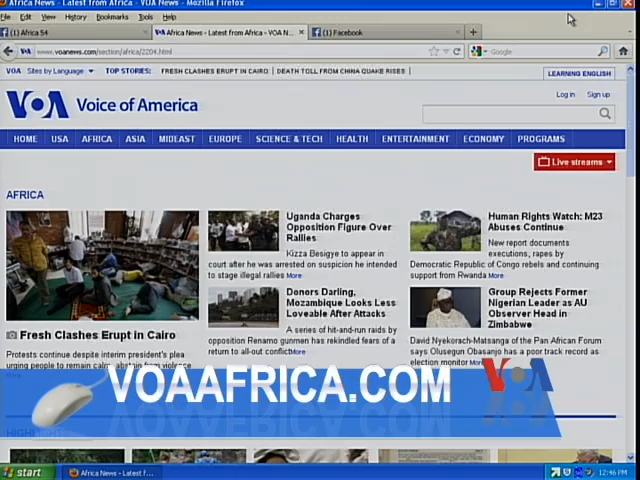 Africa News - Latest from Africa - VOA News - Mozilla Firefox
File Edit View History Bookmarks Tools Help
(1) Africa 54
Africa News - Latest from Africa - VOA N...
(1) Facebook
www.voanews.com/section/africa/2204.html
Google
VOA Sites by Language TOP STORIES: FRESH CLASHES ERUPT IN CAIRO | DEATH TOLL FROM CHINA QUAKE RISES | LEARNING ENGLISH
Log in Sign up
VOA Voice of America
HOME USA AFRICA ASIA MIDEAST EUROPE SCIENCE & TECH HEALTH ENTERTAINMENT ECONOMY PROGRAMS
Live streams
AFRICA
Fresh Clashes Erupt in Cairo
Protests continue despite interim president's plea
urging people to remain calm, abstain from violence
Uganda Charges
Opposition Figure Over
Rallies
Kizza Besigye to appear in
court after he was arrested on suspicion he intended
to stage illegal rallies More
Donors Darling,
Mozambique Looks Less
Loveable After Attacks
A series of hit-and-run raids by
opposition Renamo gunmen has rekindled fears of a
return to all-out conflict More
Human Rights Watch: M23
Abuses Continue
New report documents
executions, rapes by
Democratic Republic of Congo rebels and continuing
support from Rwanda More
Group Rejects Former
Nigerian Leader as AU
Observer Head in
Zimbabwe
David Nyekorach-Matsanga of the Pan African Forum
says Olusegun Obasanjo has a poor track record as
election monitor More
VOAAFRICA.COM
VOA
start
Africa News - Latest f...
12:46 PM